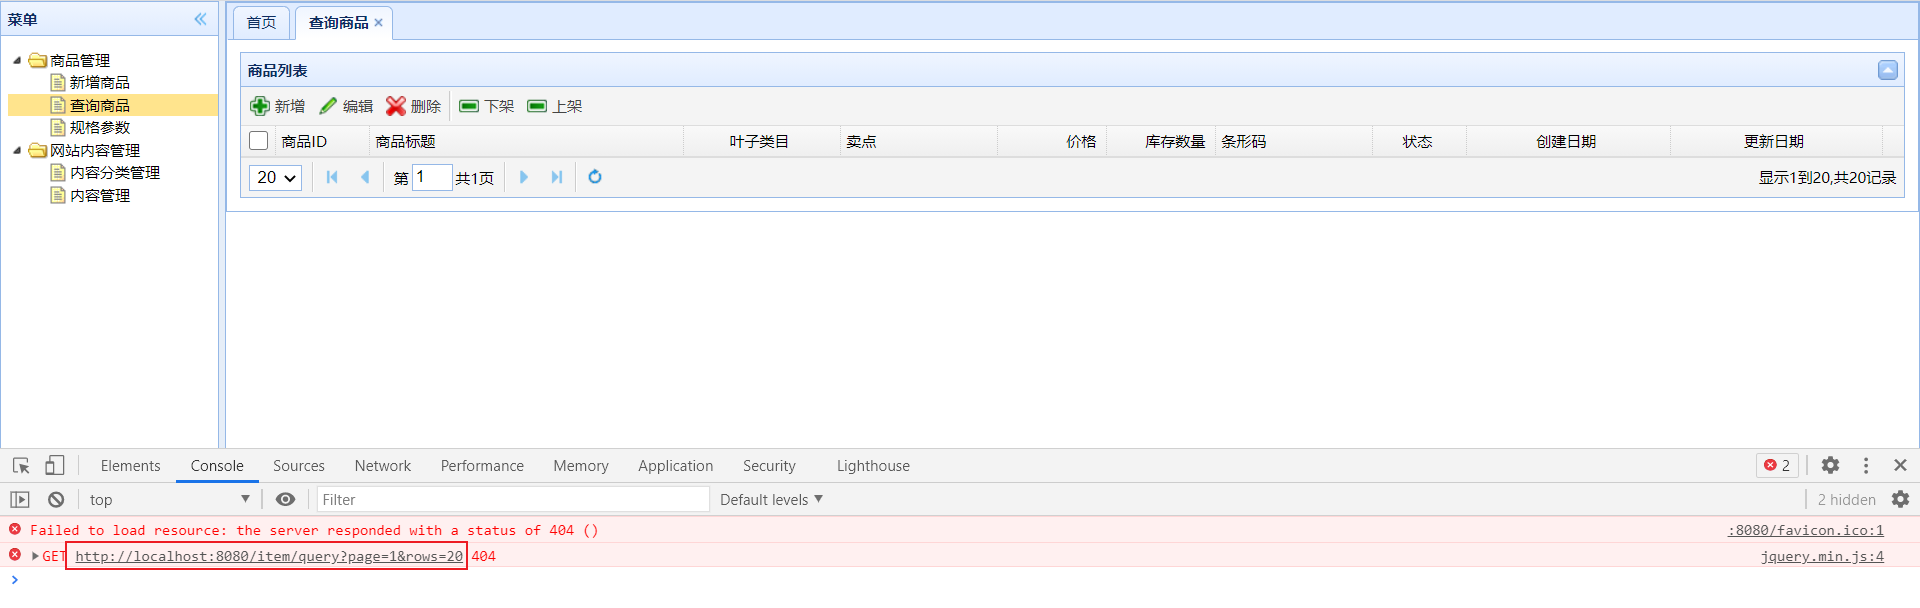 菜单
首页 查询商品
商品管理
新增商品
查询商品
规格参数
网站内容管理
内容分类管理
内容管理
商品列表
新增 编辑 删除 下架 上架
商品ID 商品标题 叶子类目 卖点 价格 库存数量 条形码 状态 创建日期 更新日期
20 第 1 共1页 显示1到20,共20记录
Elements Console Sources Network Performance Memory Application Security Lighthouse 2
top Filter Default levels 2 hidden
Failed to load resource: the server responded with a status of 404 () :8080/favicon.ico:1
GET http://localhost:8080/item/query?page=1&rows=20 404 jquery.min.js:4